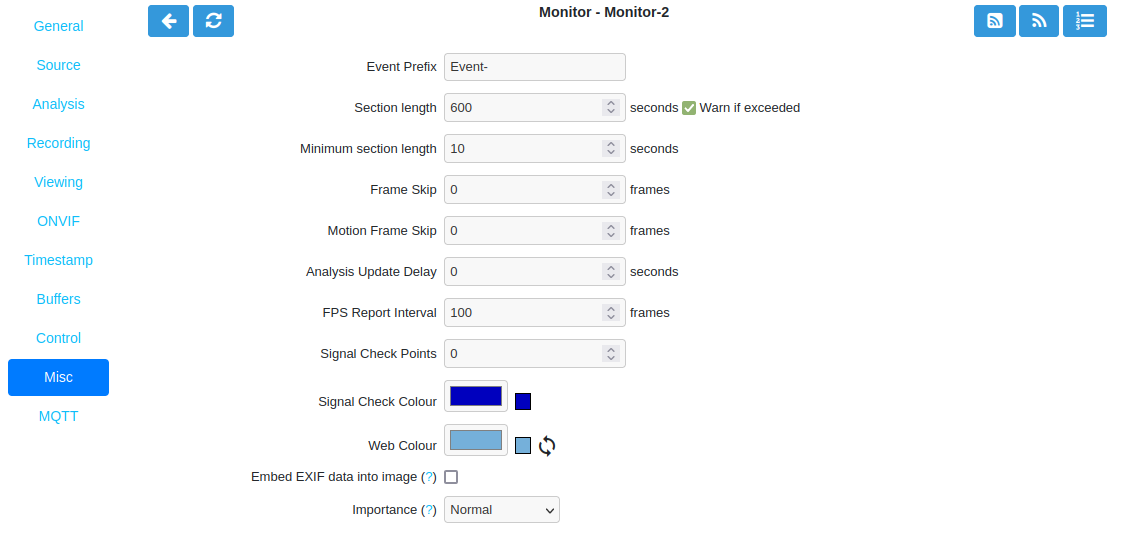 Monitor - Monitor-2
General
Source
Analysis
Recording
Viewing
ONVIF
Timestamp
Buffers
Control
Misc
MQTT
Event Prefix Event-
Section length 600 seconds Warn if exceeded
Minimum section length 10 seconds
Frame Skip 0 frames
Motion Frame Skip 0 frames
Analysis Update Delay 0 seconds
FPS Report Interval 100 frames
Signal Check Points 0
Signal Check Colour
Web Colour
Embed EXIF data into image (?)
Importance (?) Normal